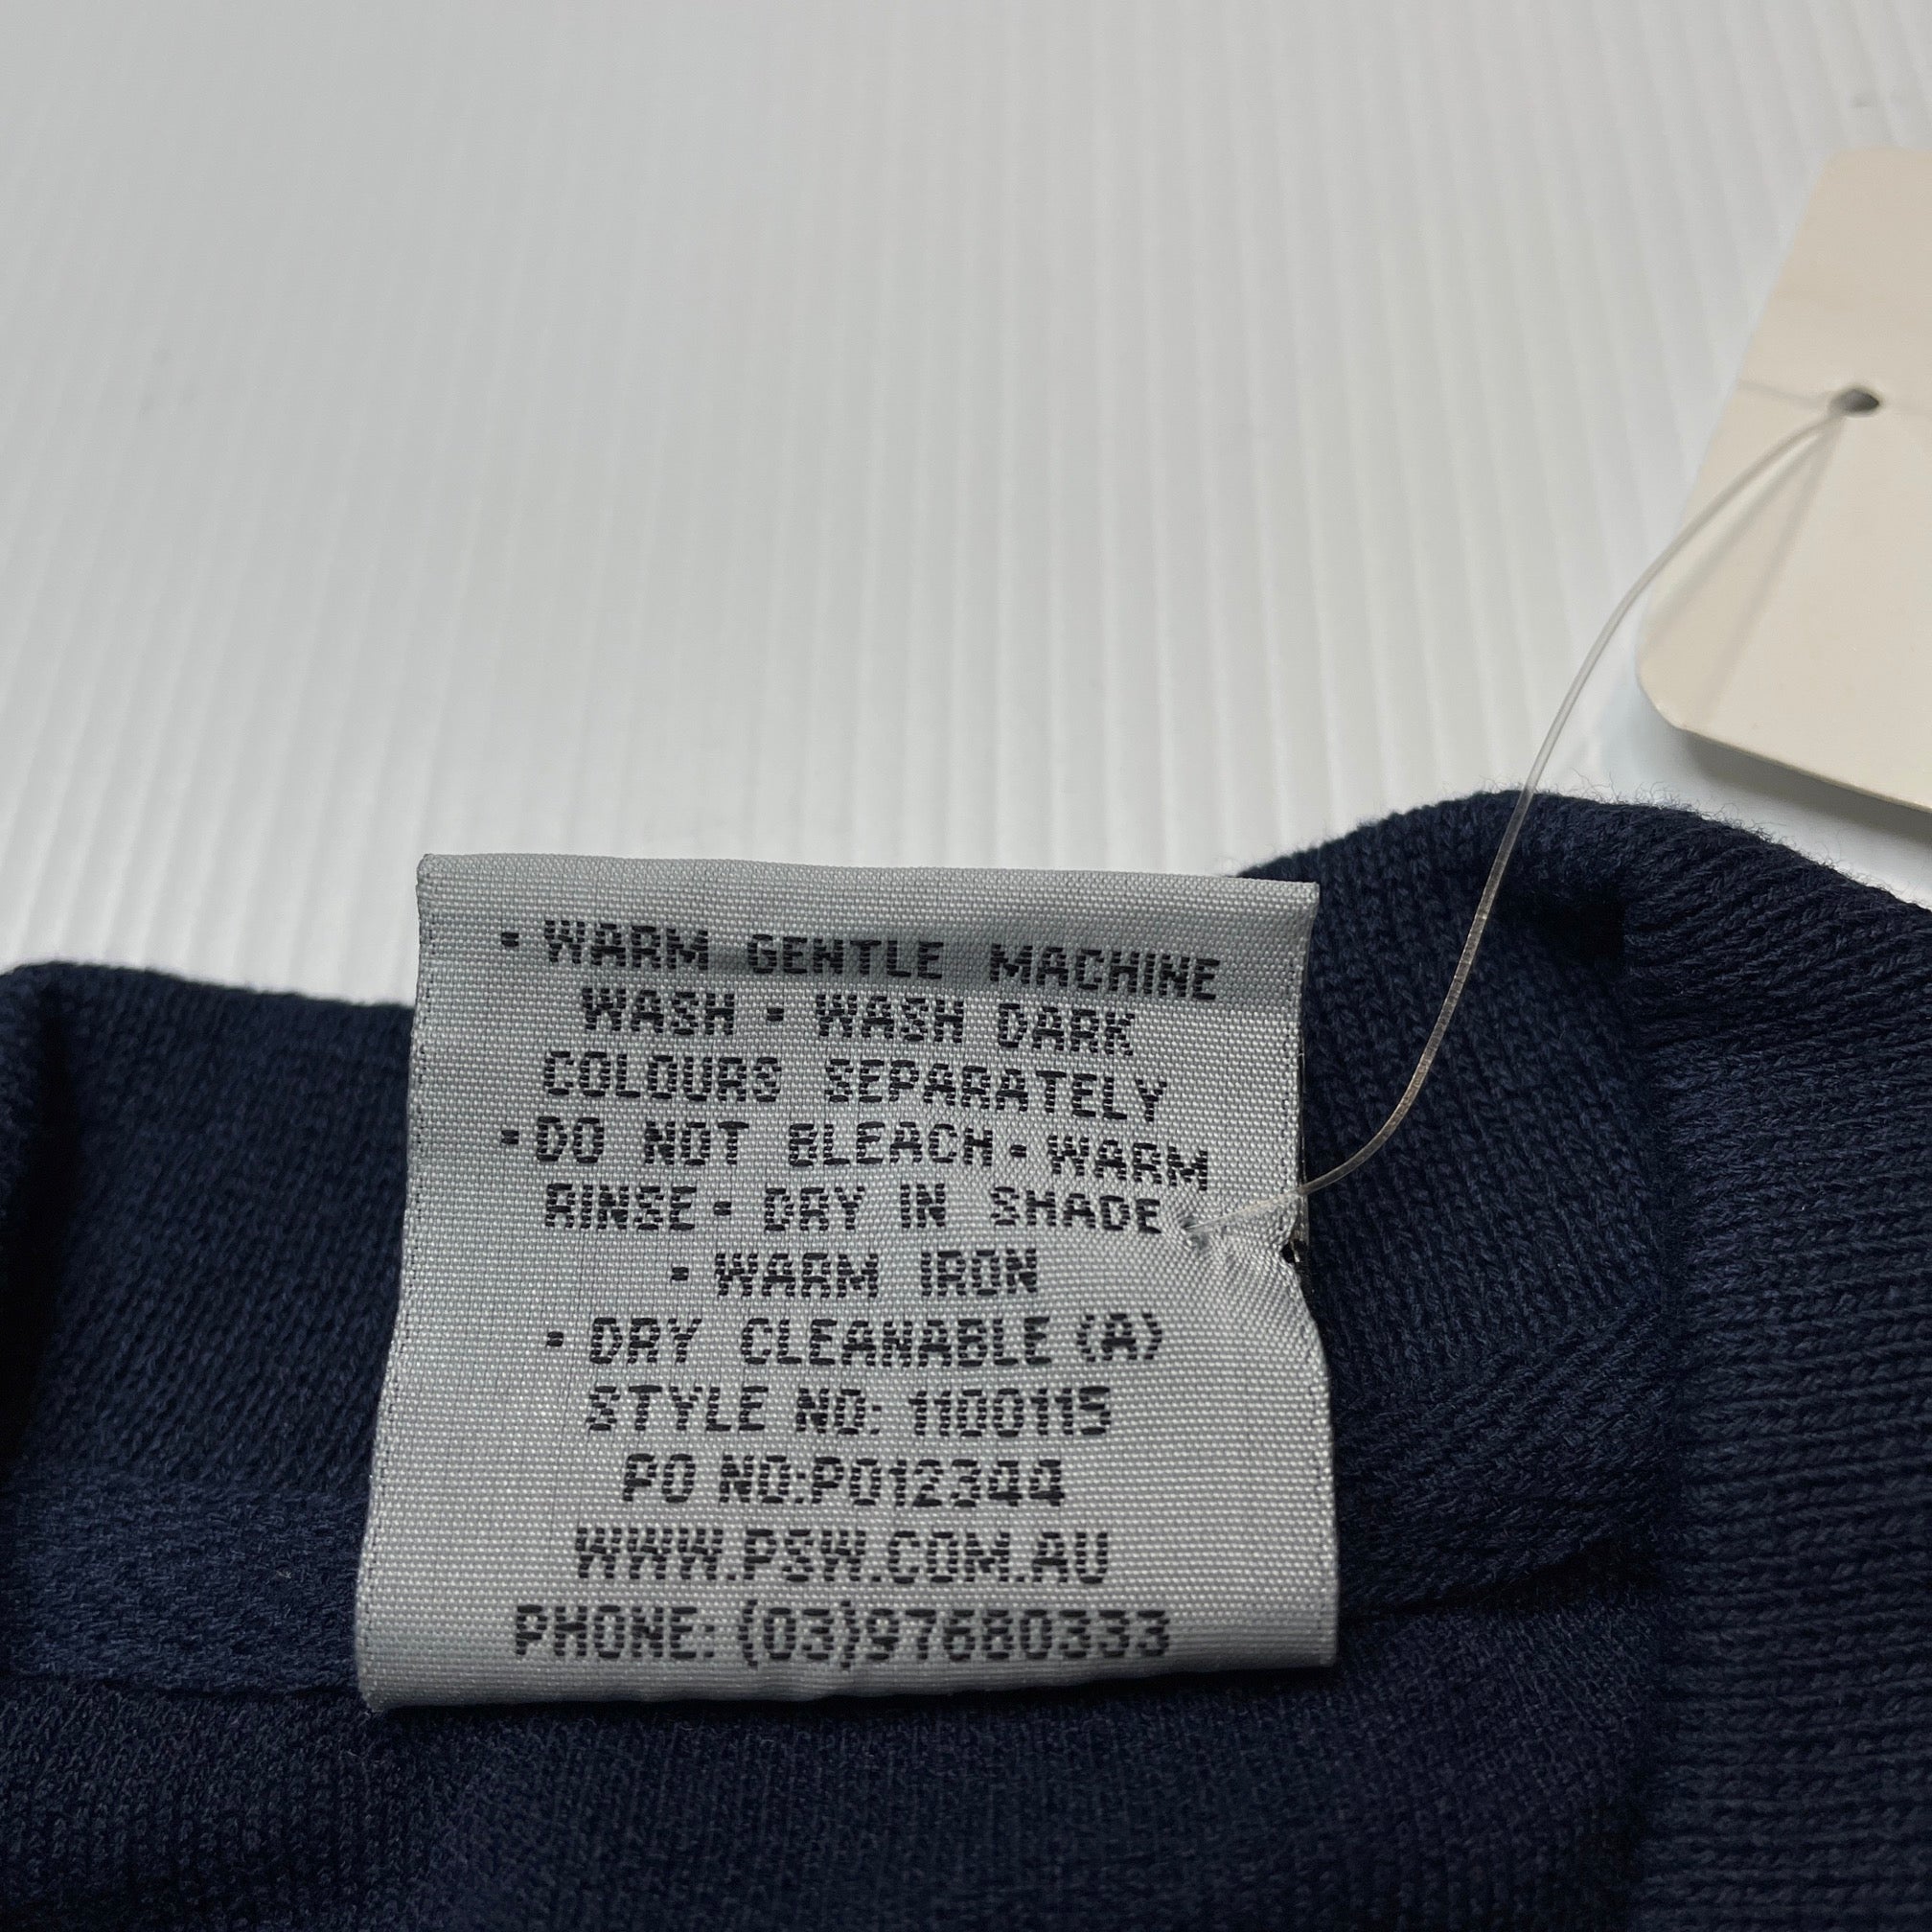 - WARM GENTLE MACHINE
WASH - WASH DARK
COLOURS SEPARATELY
-DO NOT BLEACH- WARM
RINSE- DRY IN SHADE
- WARM IRON
- DRY CLEANABLE (A)
STYLE NO: 1100115
PO NO:PO12344
WWW.PSW.COM.AU
PHONE: (03)97680333